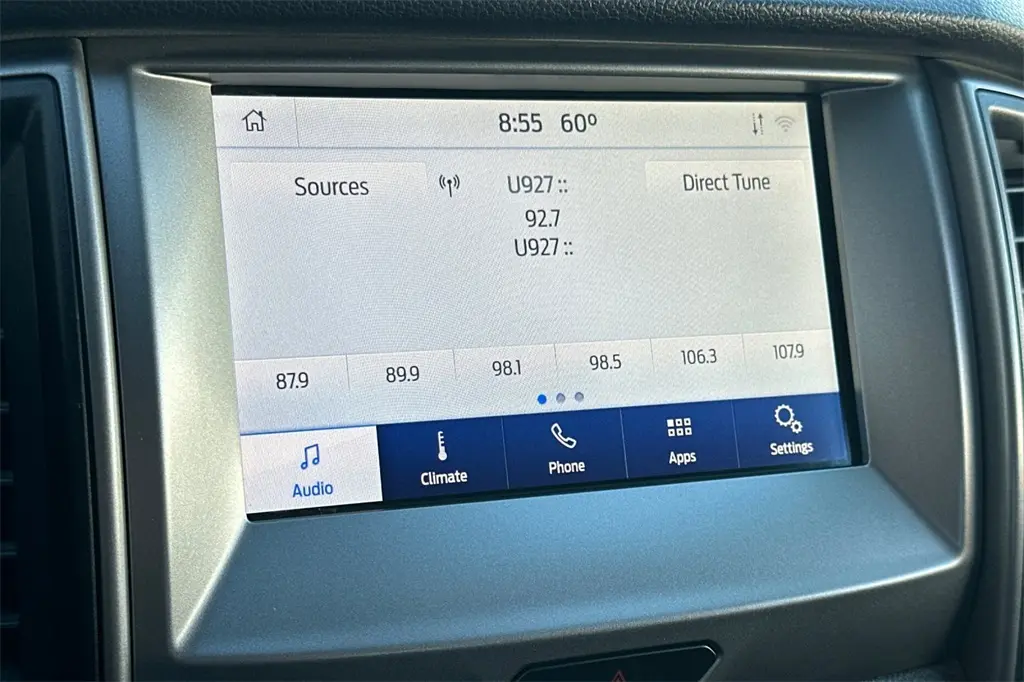 8:55 60°
Sources
U927 ::
Direct Tune
92.7
U927 ::
87.9
89.9
98.1
98.5
106.3
107.9
Audio
Climate
Phone
Apps
Settings